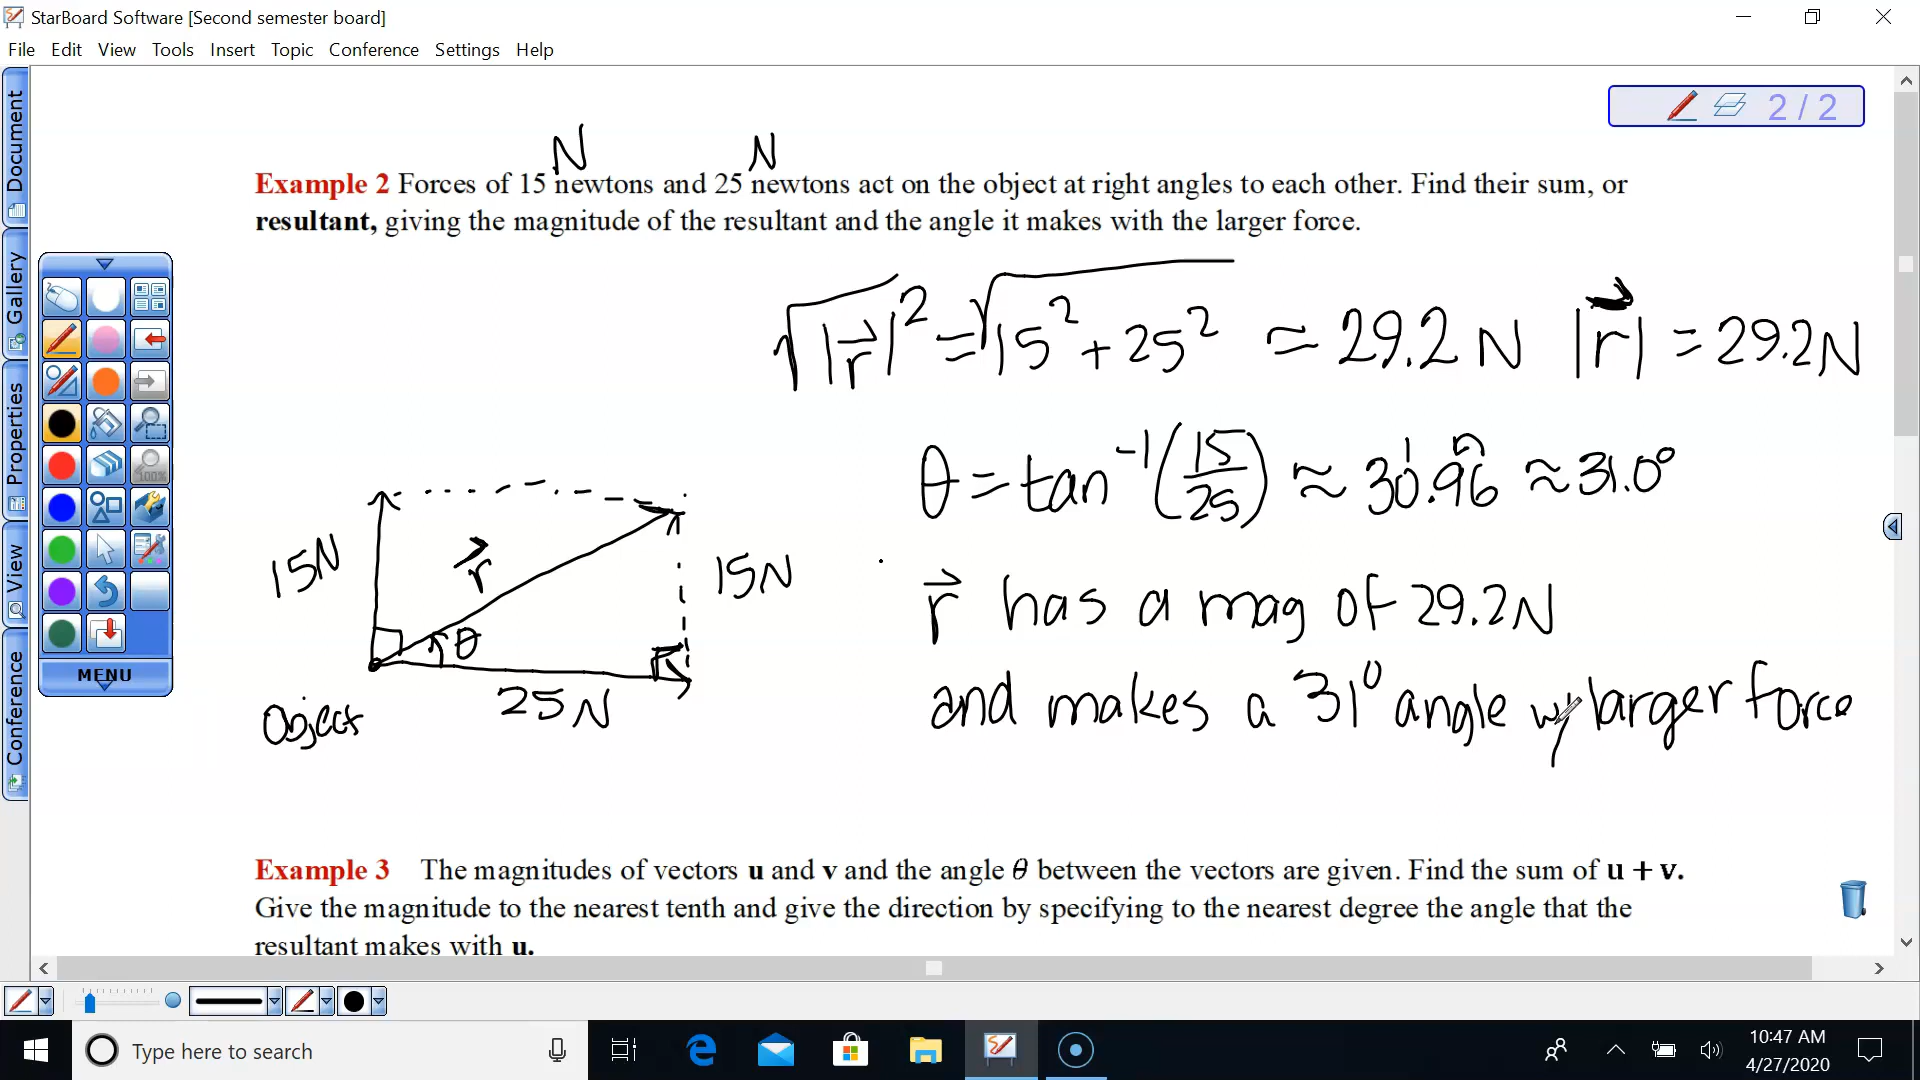 StarBoard Software [Second semester board]
File Edit View Tools Insert Topic Conference Settings Help
Document
Gallery
Properties
View
Conference
2 / 2
N N
Example 2 Forces of 15 newtons and 25 newtons act on the object at right angles to each other. Find their sum, or
resultant, giving the magnitude of the resultant and the angle it makes with the larger force.
√|r⃗|² = √15² + 25² ≈ 29.2 N |r⃗| = 29.2 N
θ = tan⁻¹(15/25) ≈ 30.96 ≈ 31.0°
15N
r⃗
15N
θ
25 N
Object
r⃗ has a mag of 29.2 N
and makes a 31° angle w/ larger force
MENU
100%
Example 3 The magnitudes of vectors u and v and the angle θ between the vectors are given. Find the sum of u + v.
Give the magnitude to the nearest tenth and give the direction by specifying to the nearest degree the angle that the
resultant makes with u.
Type here to search
10:47 AM
4/27/2020